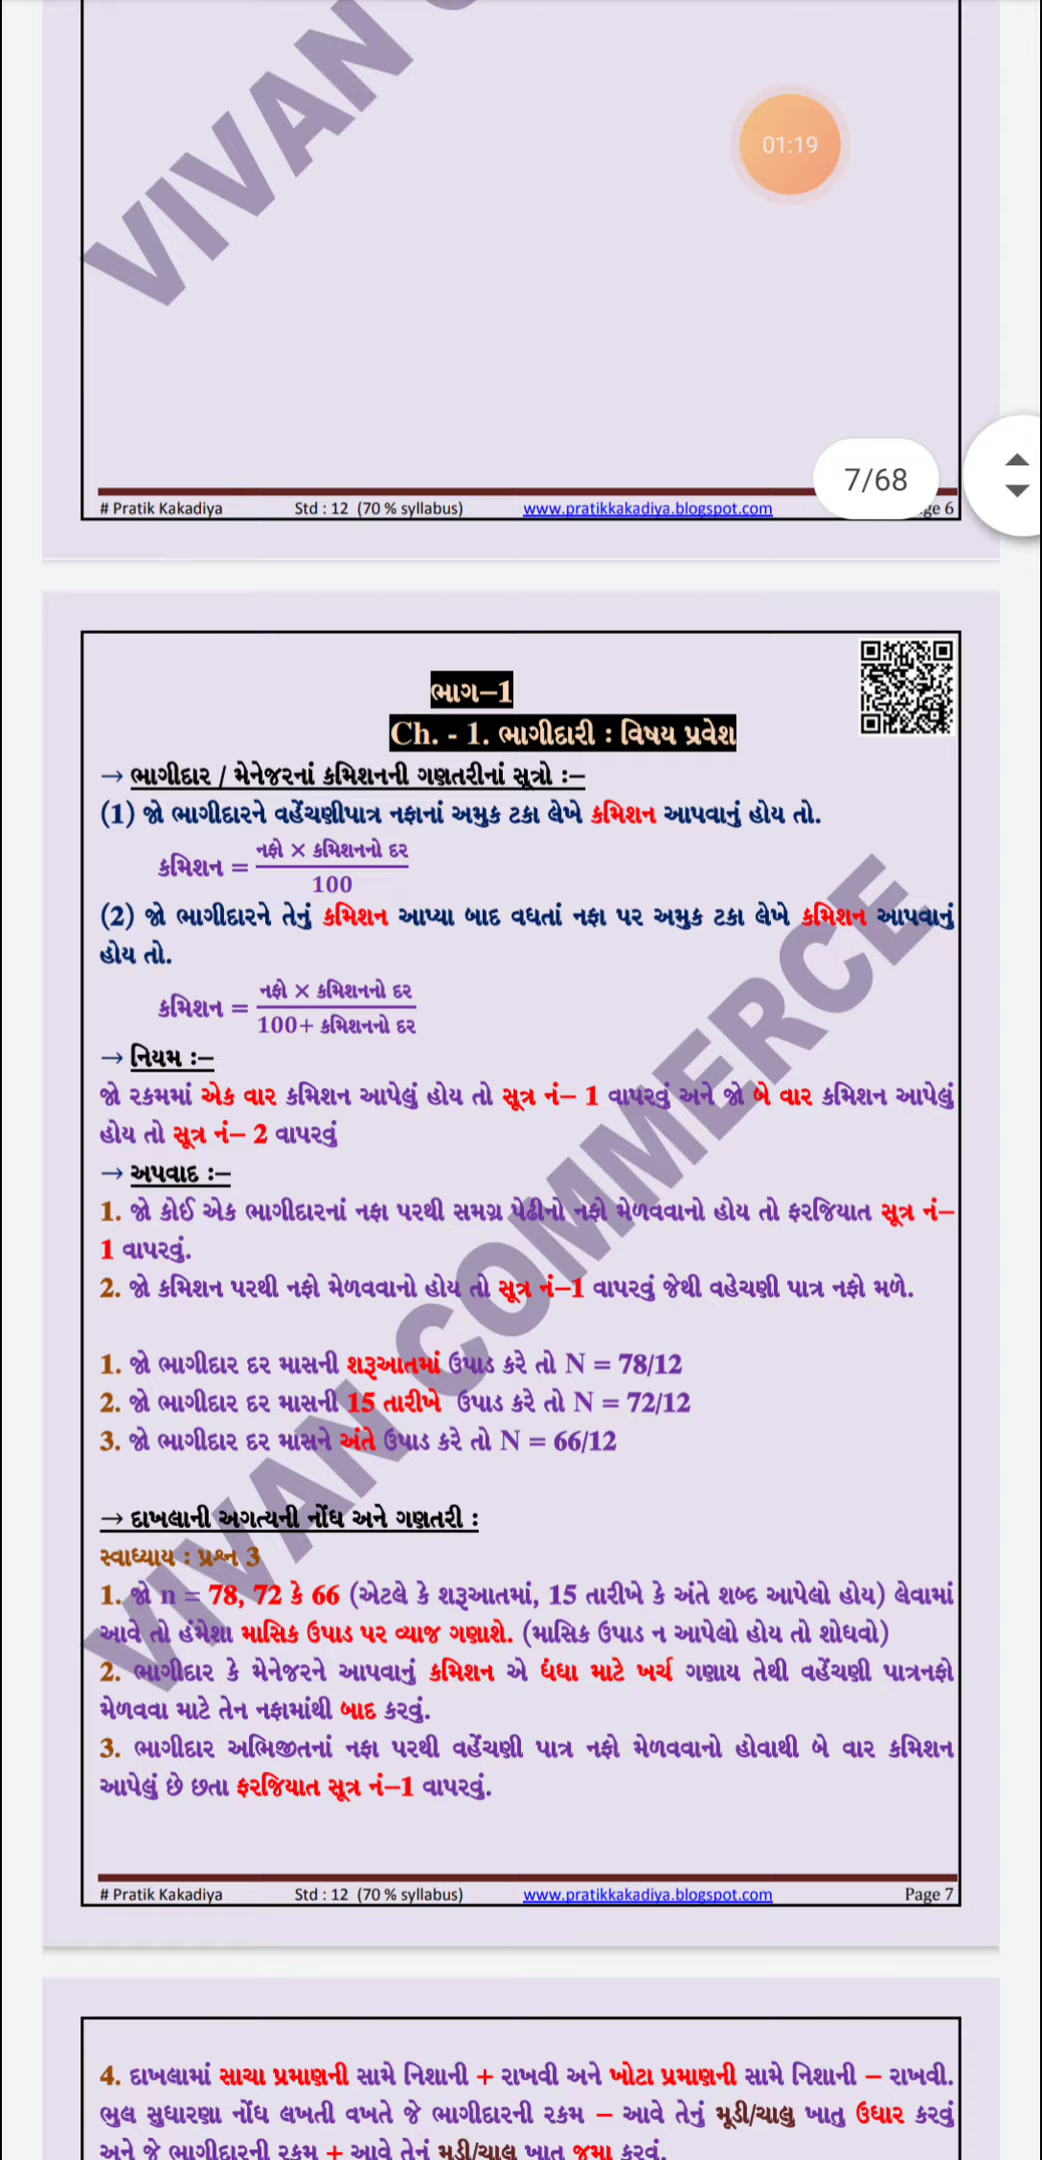 VIVAN
01:19
7/68
# Pratik Kakadiya Std : 12 (70 % syllabus) www.pratikkakadiya.blogspot.com ge 6
ભાગ–1
Ch. - 1. ભાગીદારી : વિષય પ્રવેશ
→ ભાગીદાર / મેનેજરનાં કમિશનની ગણતરીનાં સૂત્રો :–
(1) જો ભાગીદારને વહેંચણીપાત્ર નફાનાં અમુક ટકા લેખે કમિશન આપવાનું હોય તો.
કમિશન = નફો × કમિશનનો દર / 100
(2) જો ભાગીદારને તેનું કમિશન આપ્યા બાદ વધતાં નફા પર અમુક ટકા લેખે કમિશન આપવાનું
હોય તો.
કમિશન = નફો × કમિશનનો દર / 100+ કમિશનનો દર
→ નિયમ :–
જો રકમમાં એક વાર કમિશન આપેલું હોય તો સૂત્ર નં– 1 વાપરવું અને જો બે વાર કમિશન આપેલું
હોય તો સૂત્ર નં– 2 વાપરવું
→ અપવાદ :–
1. જો કોઈ એક ભાગીદારનાં નફા પરથી સમગ્ર પેઢીનો નફો મેળવવાનો હોય તો ફરજિયાત સૂત્ર નં–
1 વાપરવું.
2. જો કમિશન પરથી નફો મેળવવાનો હોય તો સૂત્ર નં–1 વાપરવું જેથી વહેચણી પાત્ર નફો મળે.
1. જો ભાગીદાર દર માસની શરૂઆતમાં ઉપાડ કરે તો N = 78/12
2. જો ભાગીદાર દર માસની 15 તારીખે ઉપાડ કરે તો N = 72/12
3. જો ભાગીદાર દર માસને અંતે ઉપાડ કરે તો N = 66/12
→ દાખલાની અગત્યની નોંધ અને ગણતરી :
સ્વાધ્યાય : પ્રશ્ન 3
1. જો n = 78, 72 કે 66 (એટલે કે શરૂઆતમાં, 15 તારીખે કે અંતે શબ્દ આપેલો હોય) લેવામાં
આવે તો હંમેશા માસિક ઉપાડ પર વ્યાજ ગણાશે. (માસિક ઉપાડ ન આપેલો હોય તો શોધવો)
2. ભાગીદાર કે મેનેજરને આપવાનું કમિશન એ ધંધા માટે ખર્ચ ગણાય તેથી વહેંચણી પાત્રનફો
મેળવવા માટે તેન નફામાંથી બાદ કરવું.
3. ભાગીદાર અભિજીતનાં નફા પરથી વહેંચણી પાત્ર નફો મેળવવાનો હોવાથી બે વાર કમિશન
આપેલું છે છતા ફરજિયાત સૂત્ર નં–1 વાપરવું.
VIVAN COMMERCE
# Pratik Kakadiya Std : 12 (70 % syllabus) www.pratikkakadiya.blogspot.com Page 7
4. દાખલામાં સાચા પ્રમાણની સામે નિશાની + રાખવી અને ખોટા પ્રમાણની સામે નિશાની – રાખવી.
ભુલ સુધારણા નોંધ લખતી વખતે જે ભાગીદારની રકમ – આવે તેનું મૂડી/ચાલુ ખાતુ ઉધાર કરવું
અને જે ભાગીદારની રકમ + આવે તેનું મૂડી/ચાલુ ખાતુ જમા કરવું.